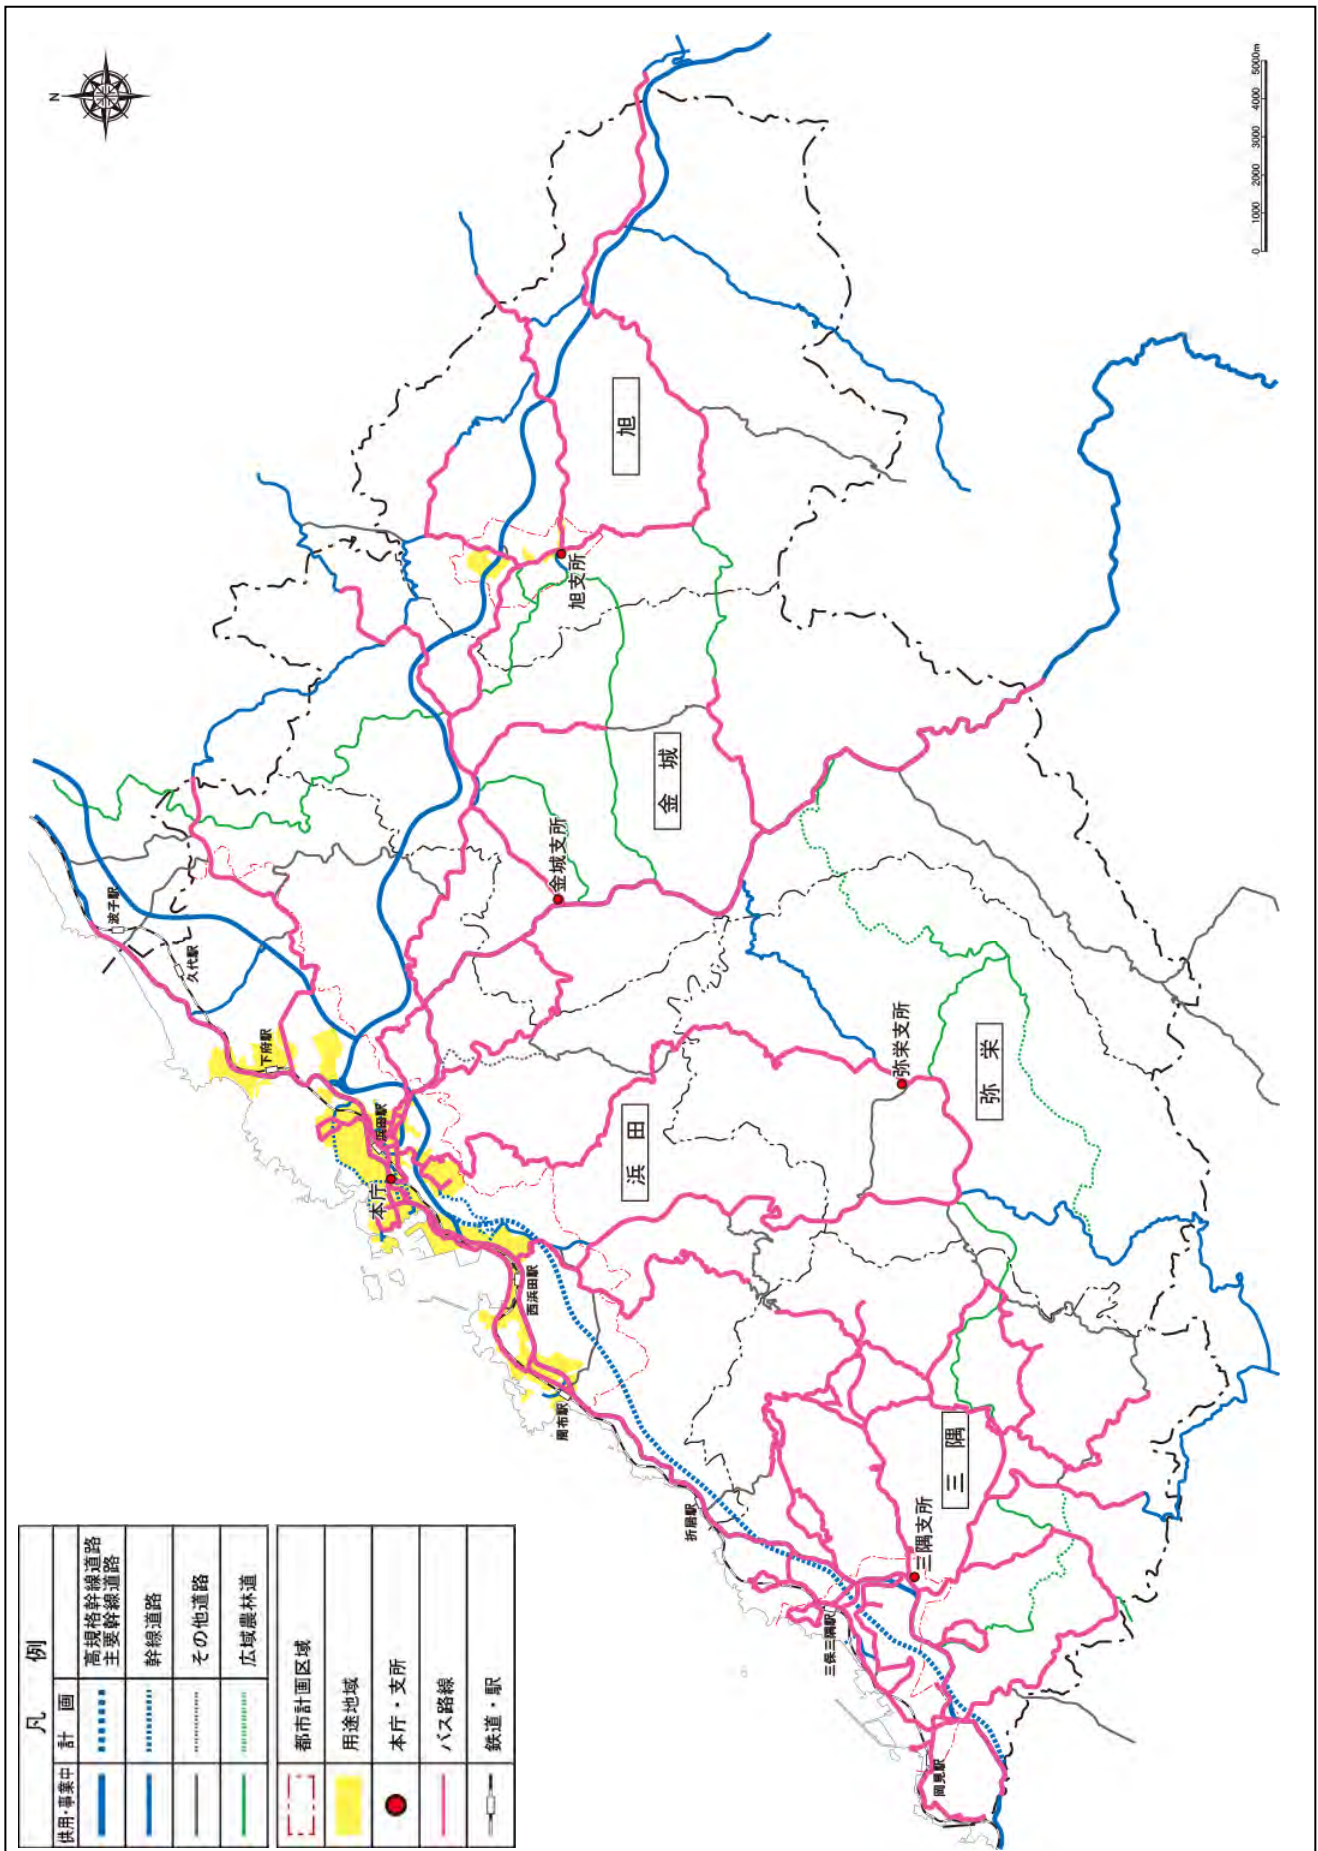 N
0 1000 2000 3000 4000 5000m
旭
旭支所
金城
金城支所
波子駅
久代駅
下府駅
浜田駅
本庁
浜田
弥栄支所
弥栄
西浜田駅
周布駅
折居駅
三隅
三隅支所
三保三隅駅
岡見駅
凡例
供用・事業中
計画
高規格幹線道路
主要幹線道路
幹線道路
その他道路
広域農林道
都市計画区域
用途地域
本庁・支所
バス路線
鉄道・駅